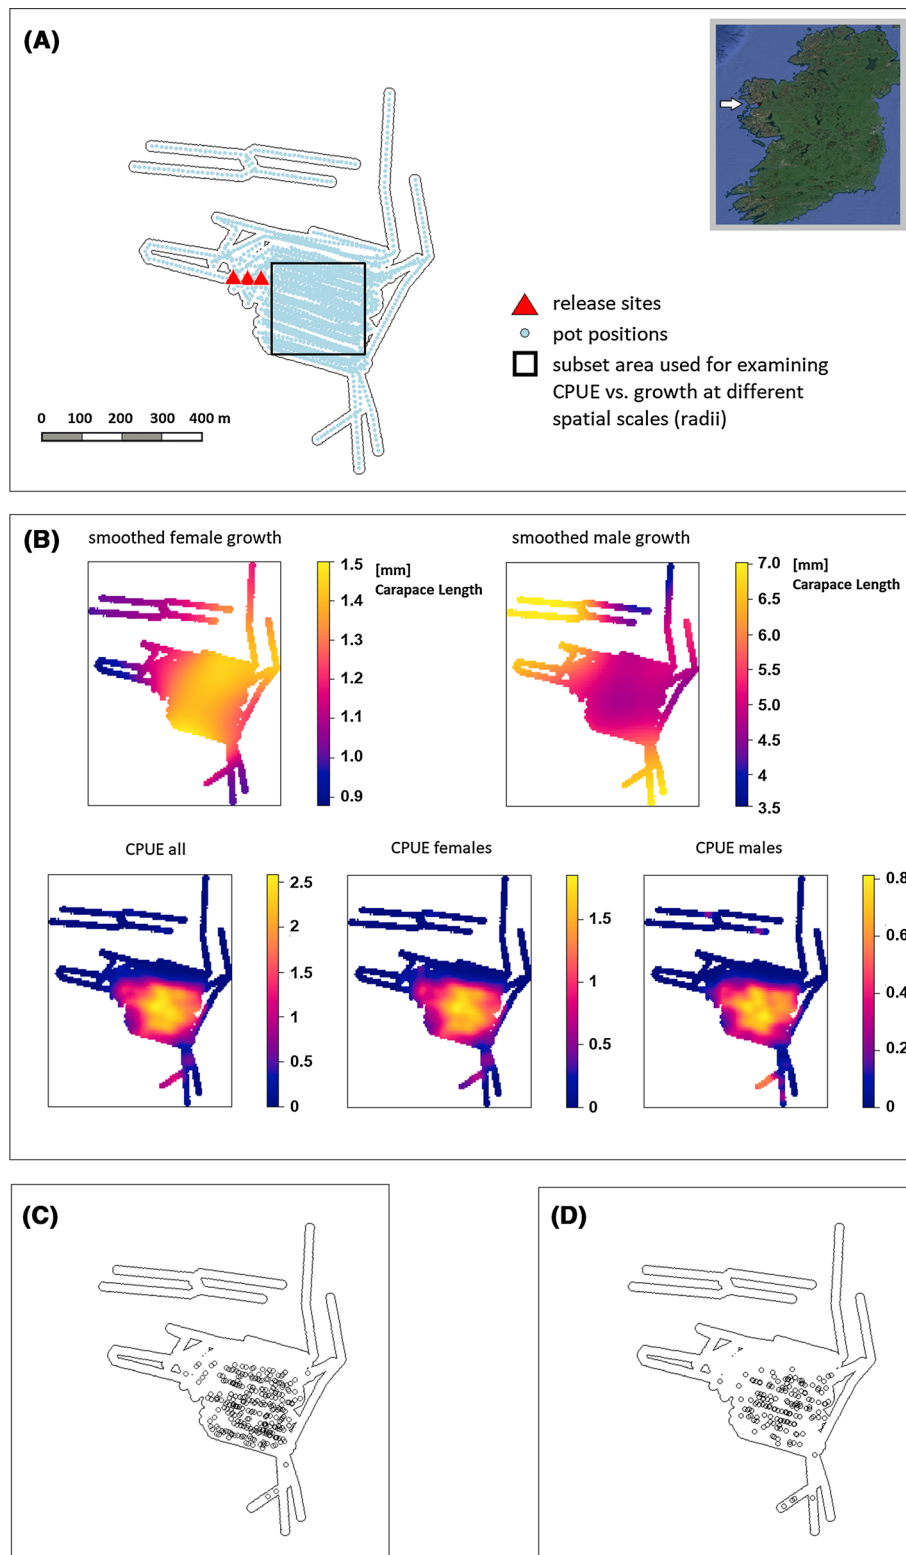 (A)
release sites
pot positions
subset area used for examining
CPUE vs. growth at different
spatial scales (radii)
0 100 200 300 400 m
(B)
smoothed female growth
1.5
1.4
1.3
1.2
1.1
1.0
0.9
[mm]
Carapace Length
smoothed male growth
7.0
6.5
6.0
5.5
5.0
4.5
4
3.5
[mm]
Carapace Length
CPUE all
2.5
2
1.5
1
0.5
0
CPUE females
1.5
1
0.5
0
CPUE males
0.8
0.6
0.4
0.2
0
(C)
(D)